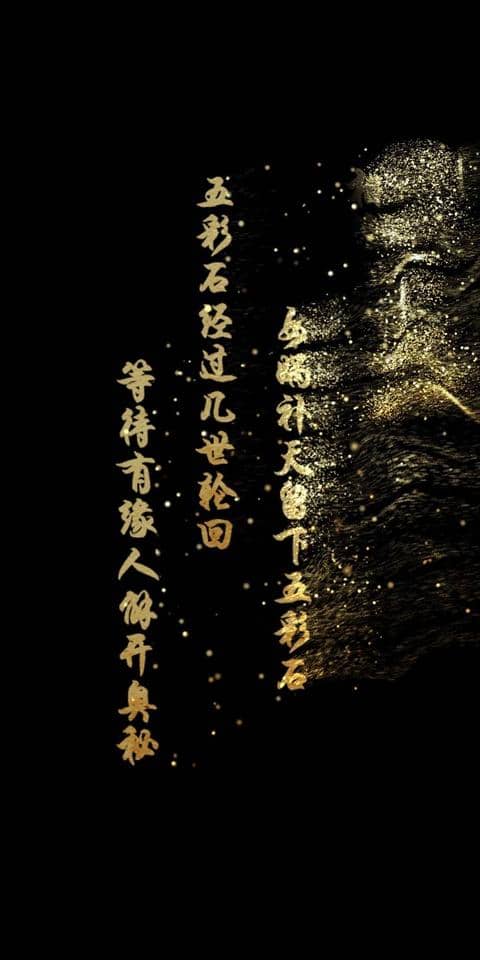 女娲补天留下五彩石
五彩石经过几世轮回
等待有缘人解开奥秘